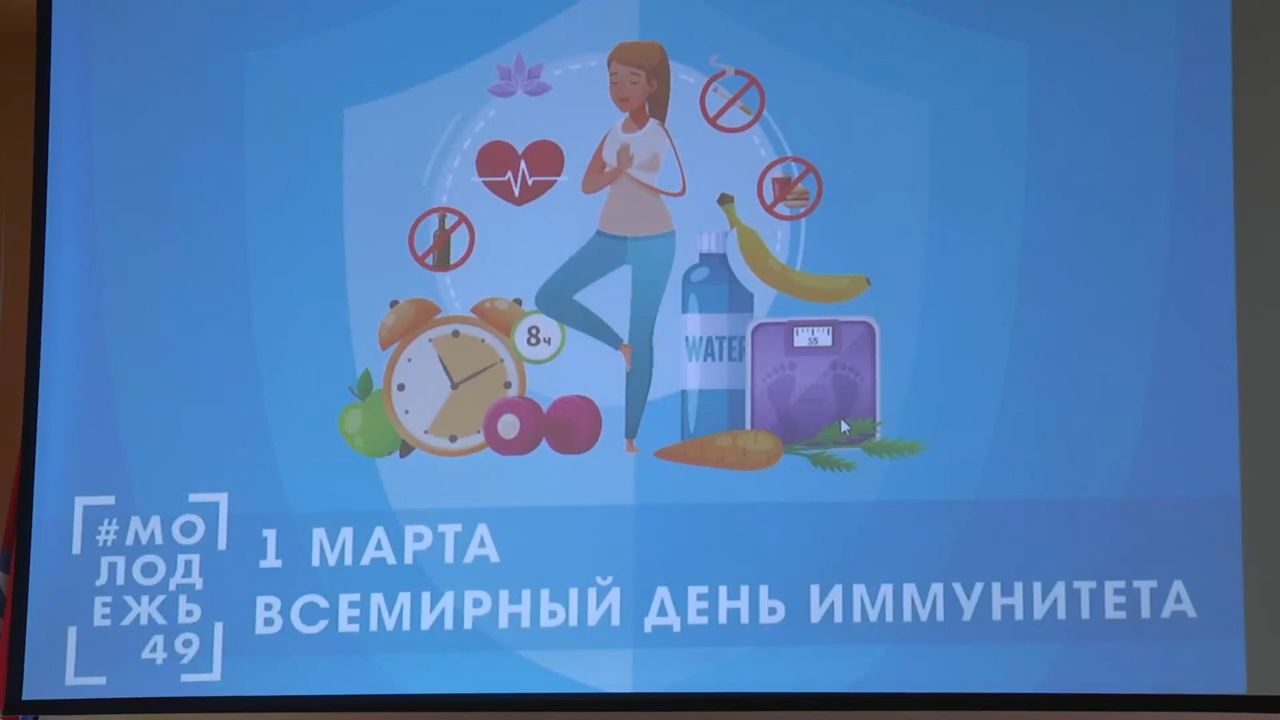 8ч
WATER
55
#МО
ЛОД
ЕЖЬ
49
1 МАРТА
ВСЕМИРНЫЙ ДЕНЬ ИММУНИТЕТА